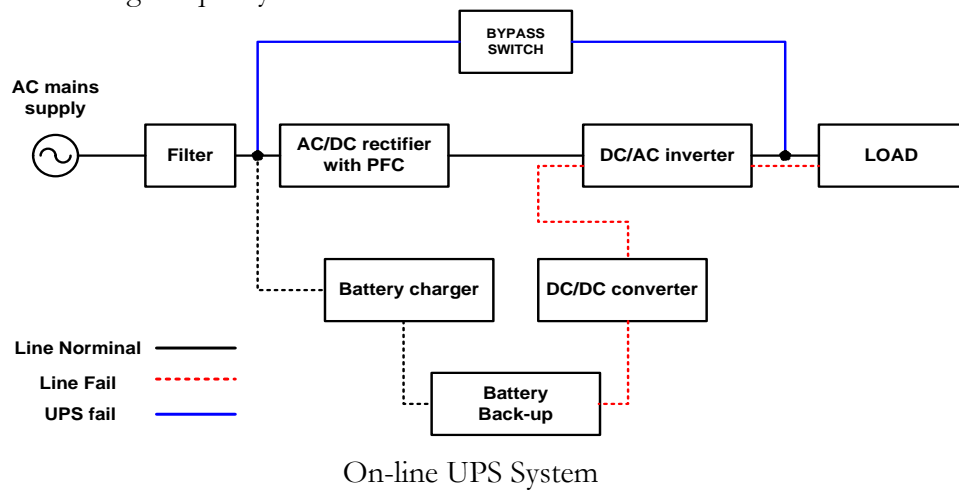 BYPASS
SWITCH
AC mains
supply
Filter
AC/DC rectifier
with PFC
DC/AC inverter
LOAD
Battery charger
DC/DC converter
Line Norminal
Line Fail
UPS fail
Battery
Back-up
On-line UPS System